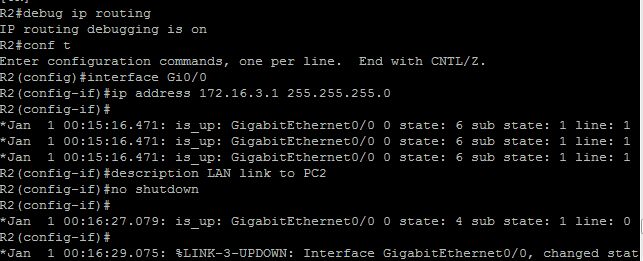 R2#debug ip routing
IP routing debugging is on
R2#conf t
Enter configuration commands, one per line.  End with CNTL/Z.
R2(config)#interface Gi0/0
R2(config-if)#ip address 172.16.3.1 255.255.255.0
R2(config-if)#
*Jan  1 00:15:16.471: is_up: GigabitEthernet0/0 0 state: 6 sub state: 1 line: 1
*Jan  1 00:15:16.471: is_up: GigabitEthernet0/0 0 state: 6 sub state: 1 line: 1
*Jan  1 00:15:16.471: is_up: GigabitEthernet0/0 0 state: 6 sub state: 1 line: 1
R2(config-if)#description LAN link to PC2
R2(config-if)#no shutdown
R2(config-if)#
*Jan  1 00:16:27.079: is_up: GigabitEthernet0/0 0 state: 4 sub state: 1 line: 0
R2(config-if)#
*Jan  1 00:16:29.075: %LINK-3-UPDOWN: Interface GigabitEthernet0/0, changed stat